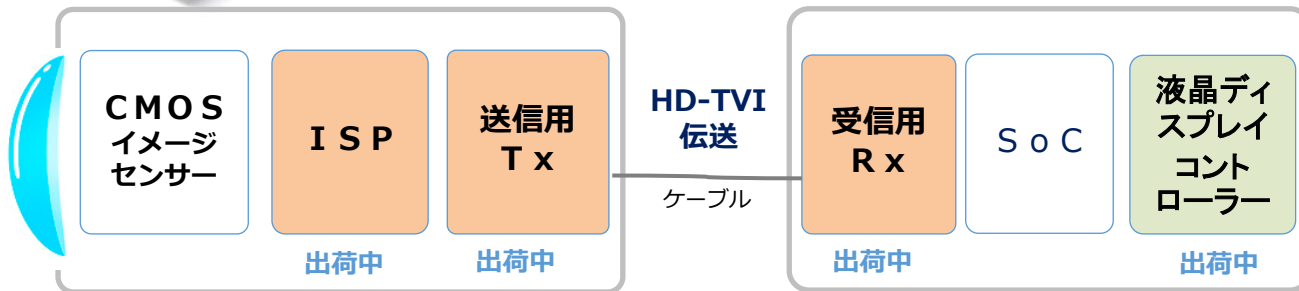 CMOS
イメージ
センサー
ISP
送信用
Tx
HD-TVI
伝送
ケーブル
受信用
Rx
SoC
液晶ディ
スプレイ
コント
ローラー
出荷中
出荷中
出荷中
出荷中